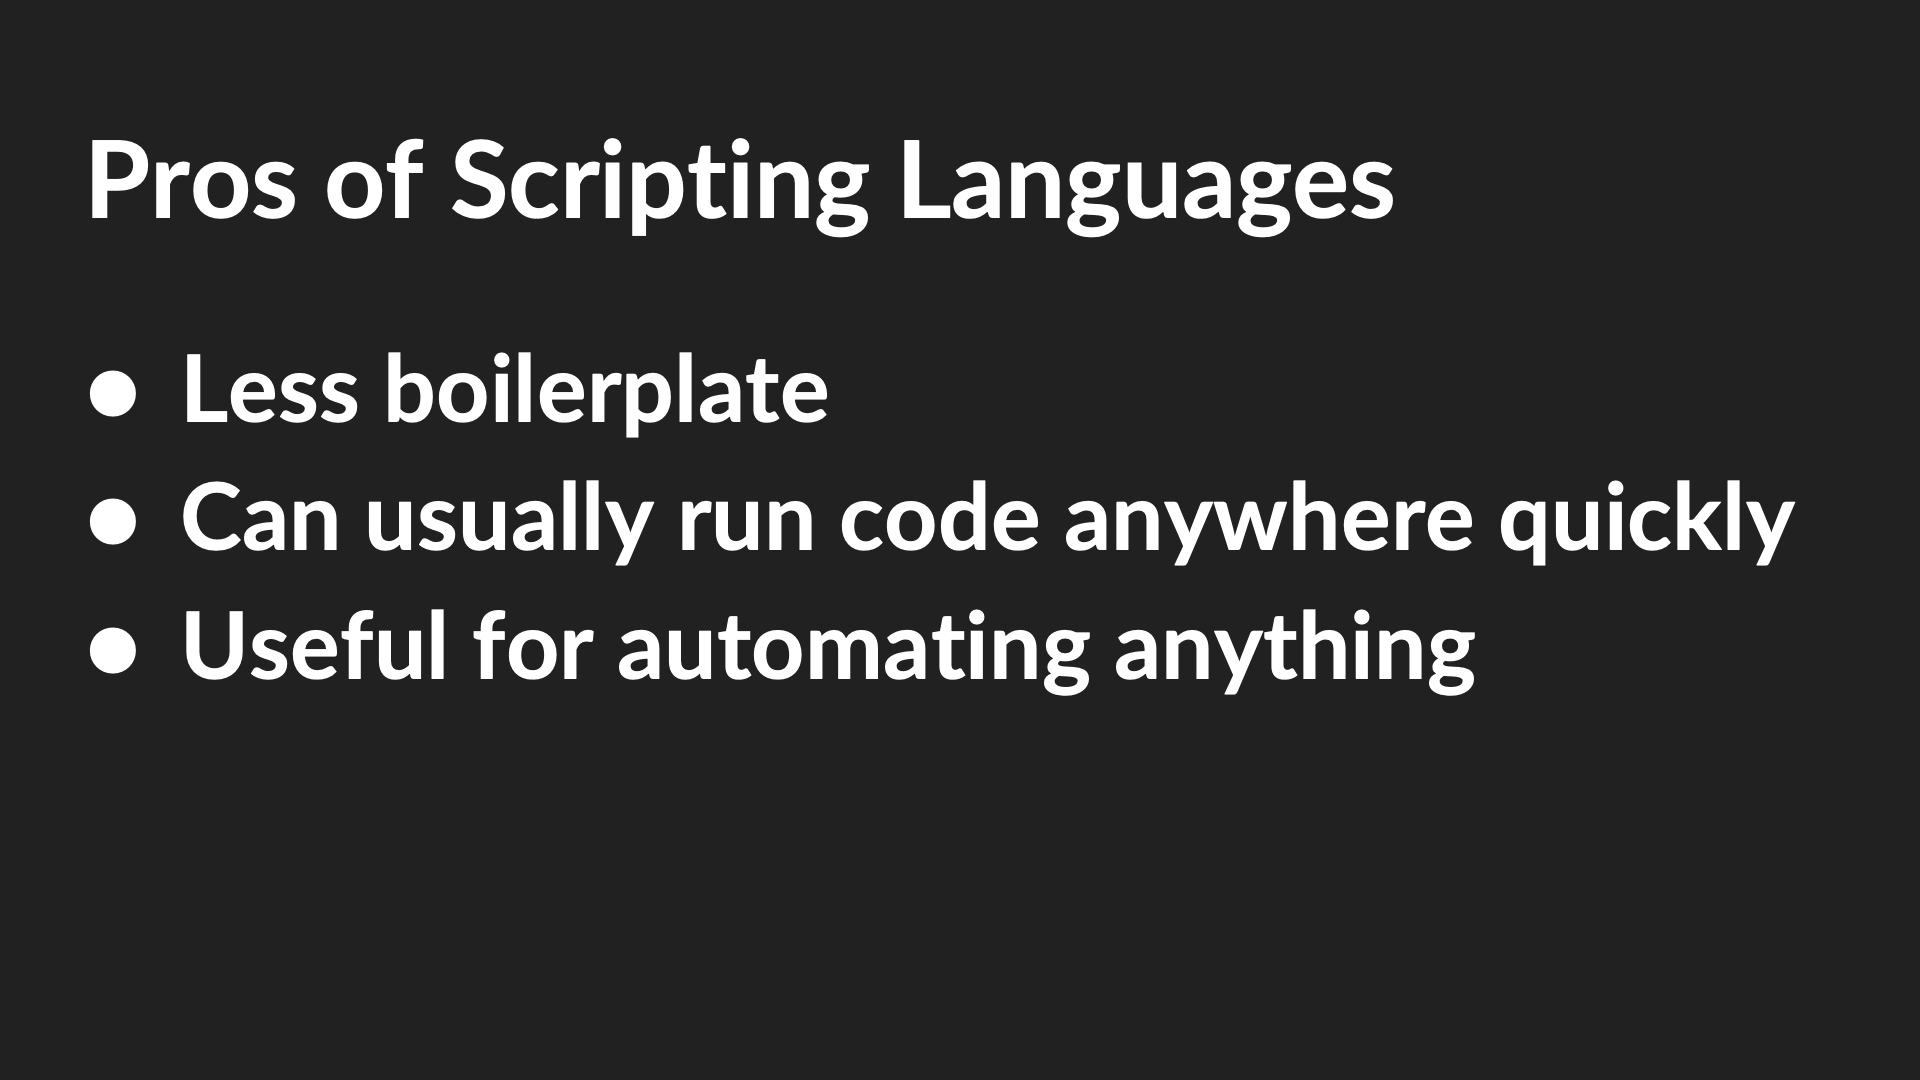 Pros of Scripting Languages
● Less boilerplate
● Can usually run code anywhere quickly
● Useful for automating anything